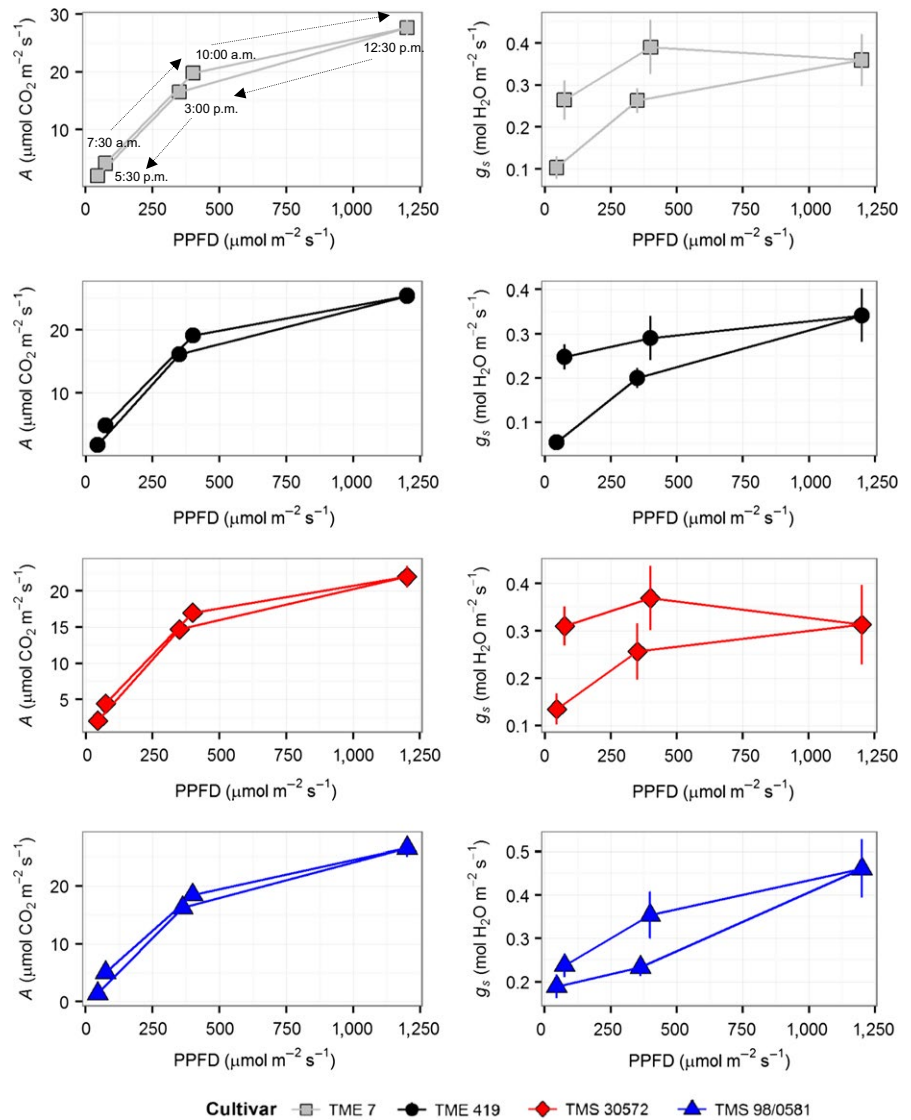 A (μmol CO₂ m⁻² s⁻¹)
30
20
10
10:00 a.m.
12:30 p.m.
3:00 p.m.
7:30 a.m.
5:30 p.m.
0 250 500 750 1,000 1,250
PPFD (μmol m⁻² s⁻¹)
gₛ (mol H₂O m⁻² s⁻¹)
0.4
0.3
0.2
0.1
0 250 500 750 1,000 1,250
PPFD (μmol m⁻² s⁻¹)
A (μmol CO₂ m⁻² s⁻¹)
20
10
0 250 500 750 1,000 1,250
PPFD (μmol m⁻² s⁻¹)
gₛ (mol H₂O m⁻² s⁻¹)
0.4
0.3
0.2
0.1
0 250 500 750 1,000 1,250
PPFD (μmol m⁻² s⁻¹)
A (μmol CO₂ m⁻² s⁻¹)
20
15
10
5
0 250 500 750 1,000 1,250
PPFD (μmol m⁻² s⁻¹)
gₛ (mol H₂O m⁻² s⁻¹)
0.4
0.3
0.2
0.1
0 250 500 750 1,000 1,250
PPFD (μmol m⁻² s⁻¹)
A (μmol CO₂ m⁻² s⁻¹)
20
10
0
0 250 500 750 1,000 1,250
PPFD (μmol m⁻² s⁻¹)
gₛ (mol H₂O m⁻² s⁻¹)
0.5
0.4
0.3
0.2
0 250 500 750 1,000 1,250
PPFD (μmol m⁻² s⁻¹)
Cultivar TME 7 TME 419 TMS 30572 TMS 98/0581